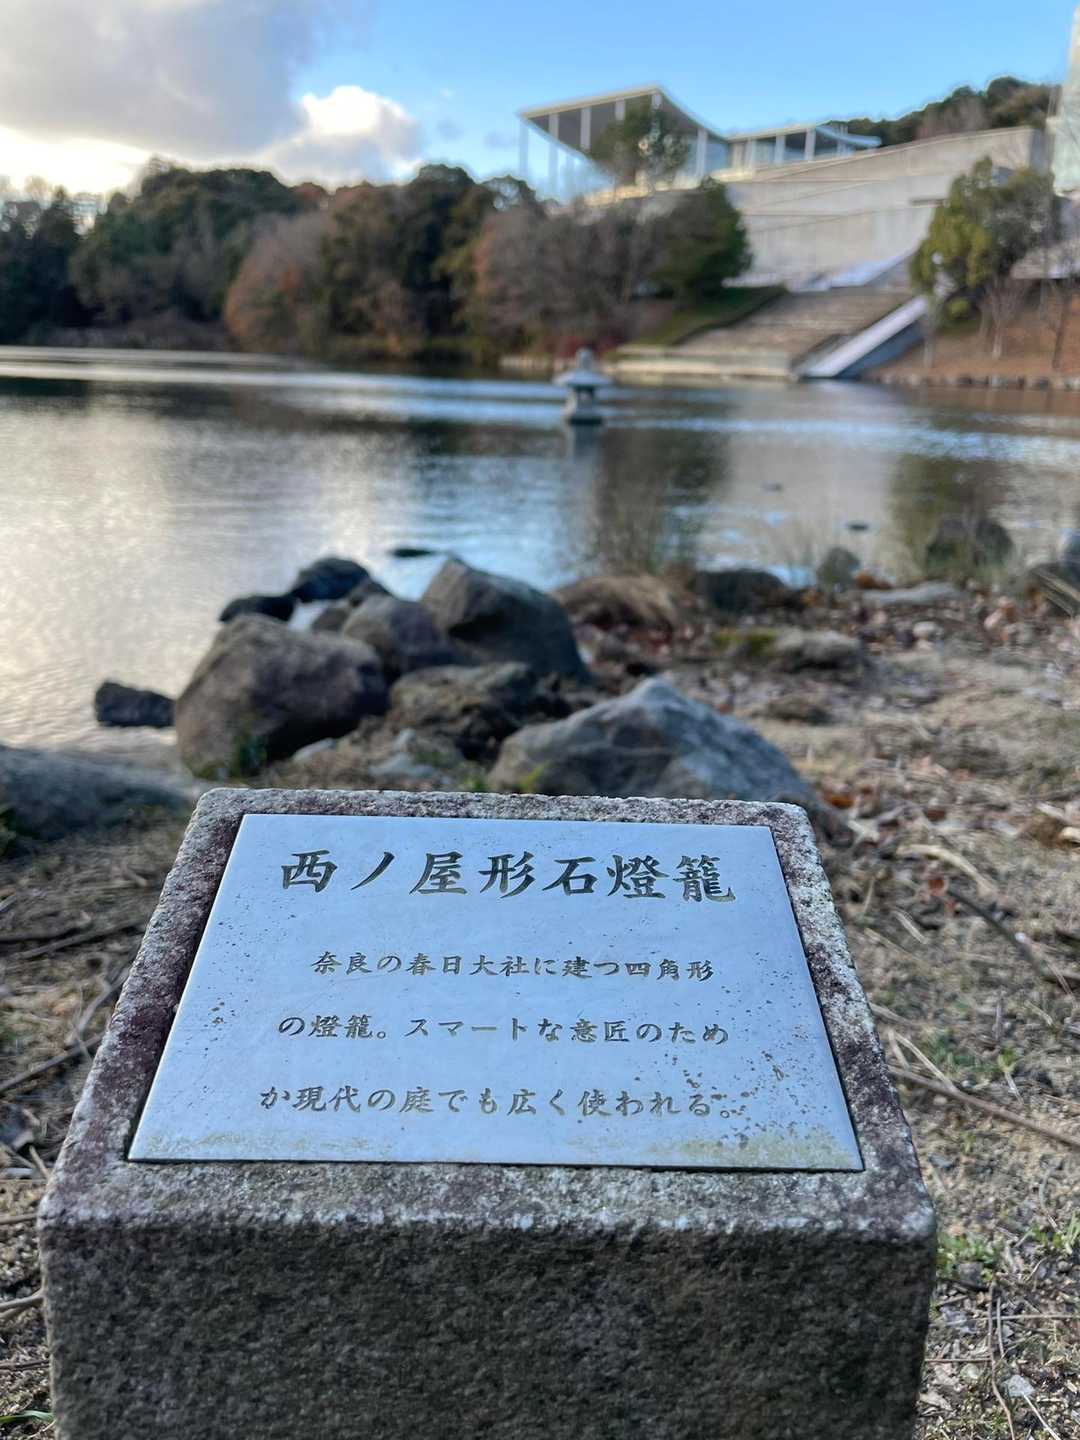 西ノ屋形石燈籠
奈良の春日大社に建つ四角形
の燈籠。スマートな意匠のため
か現代の庭でも広く使われる。